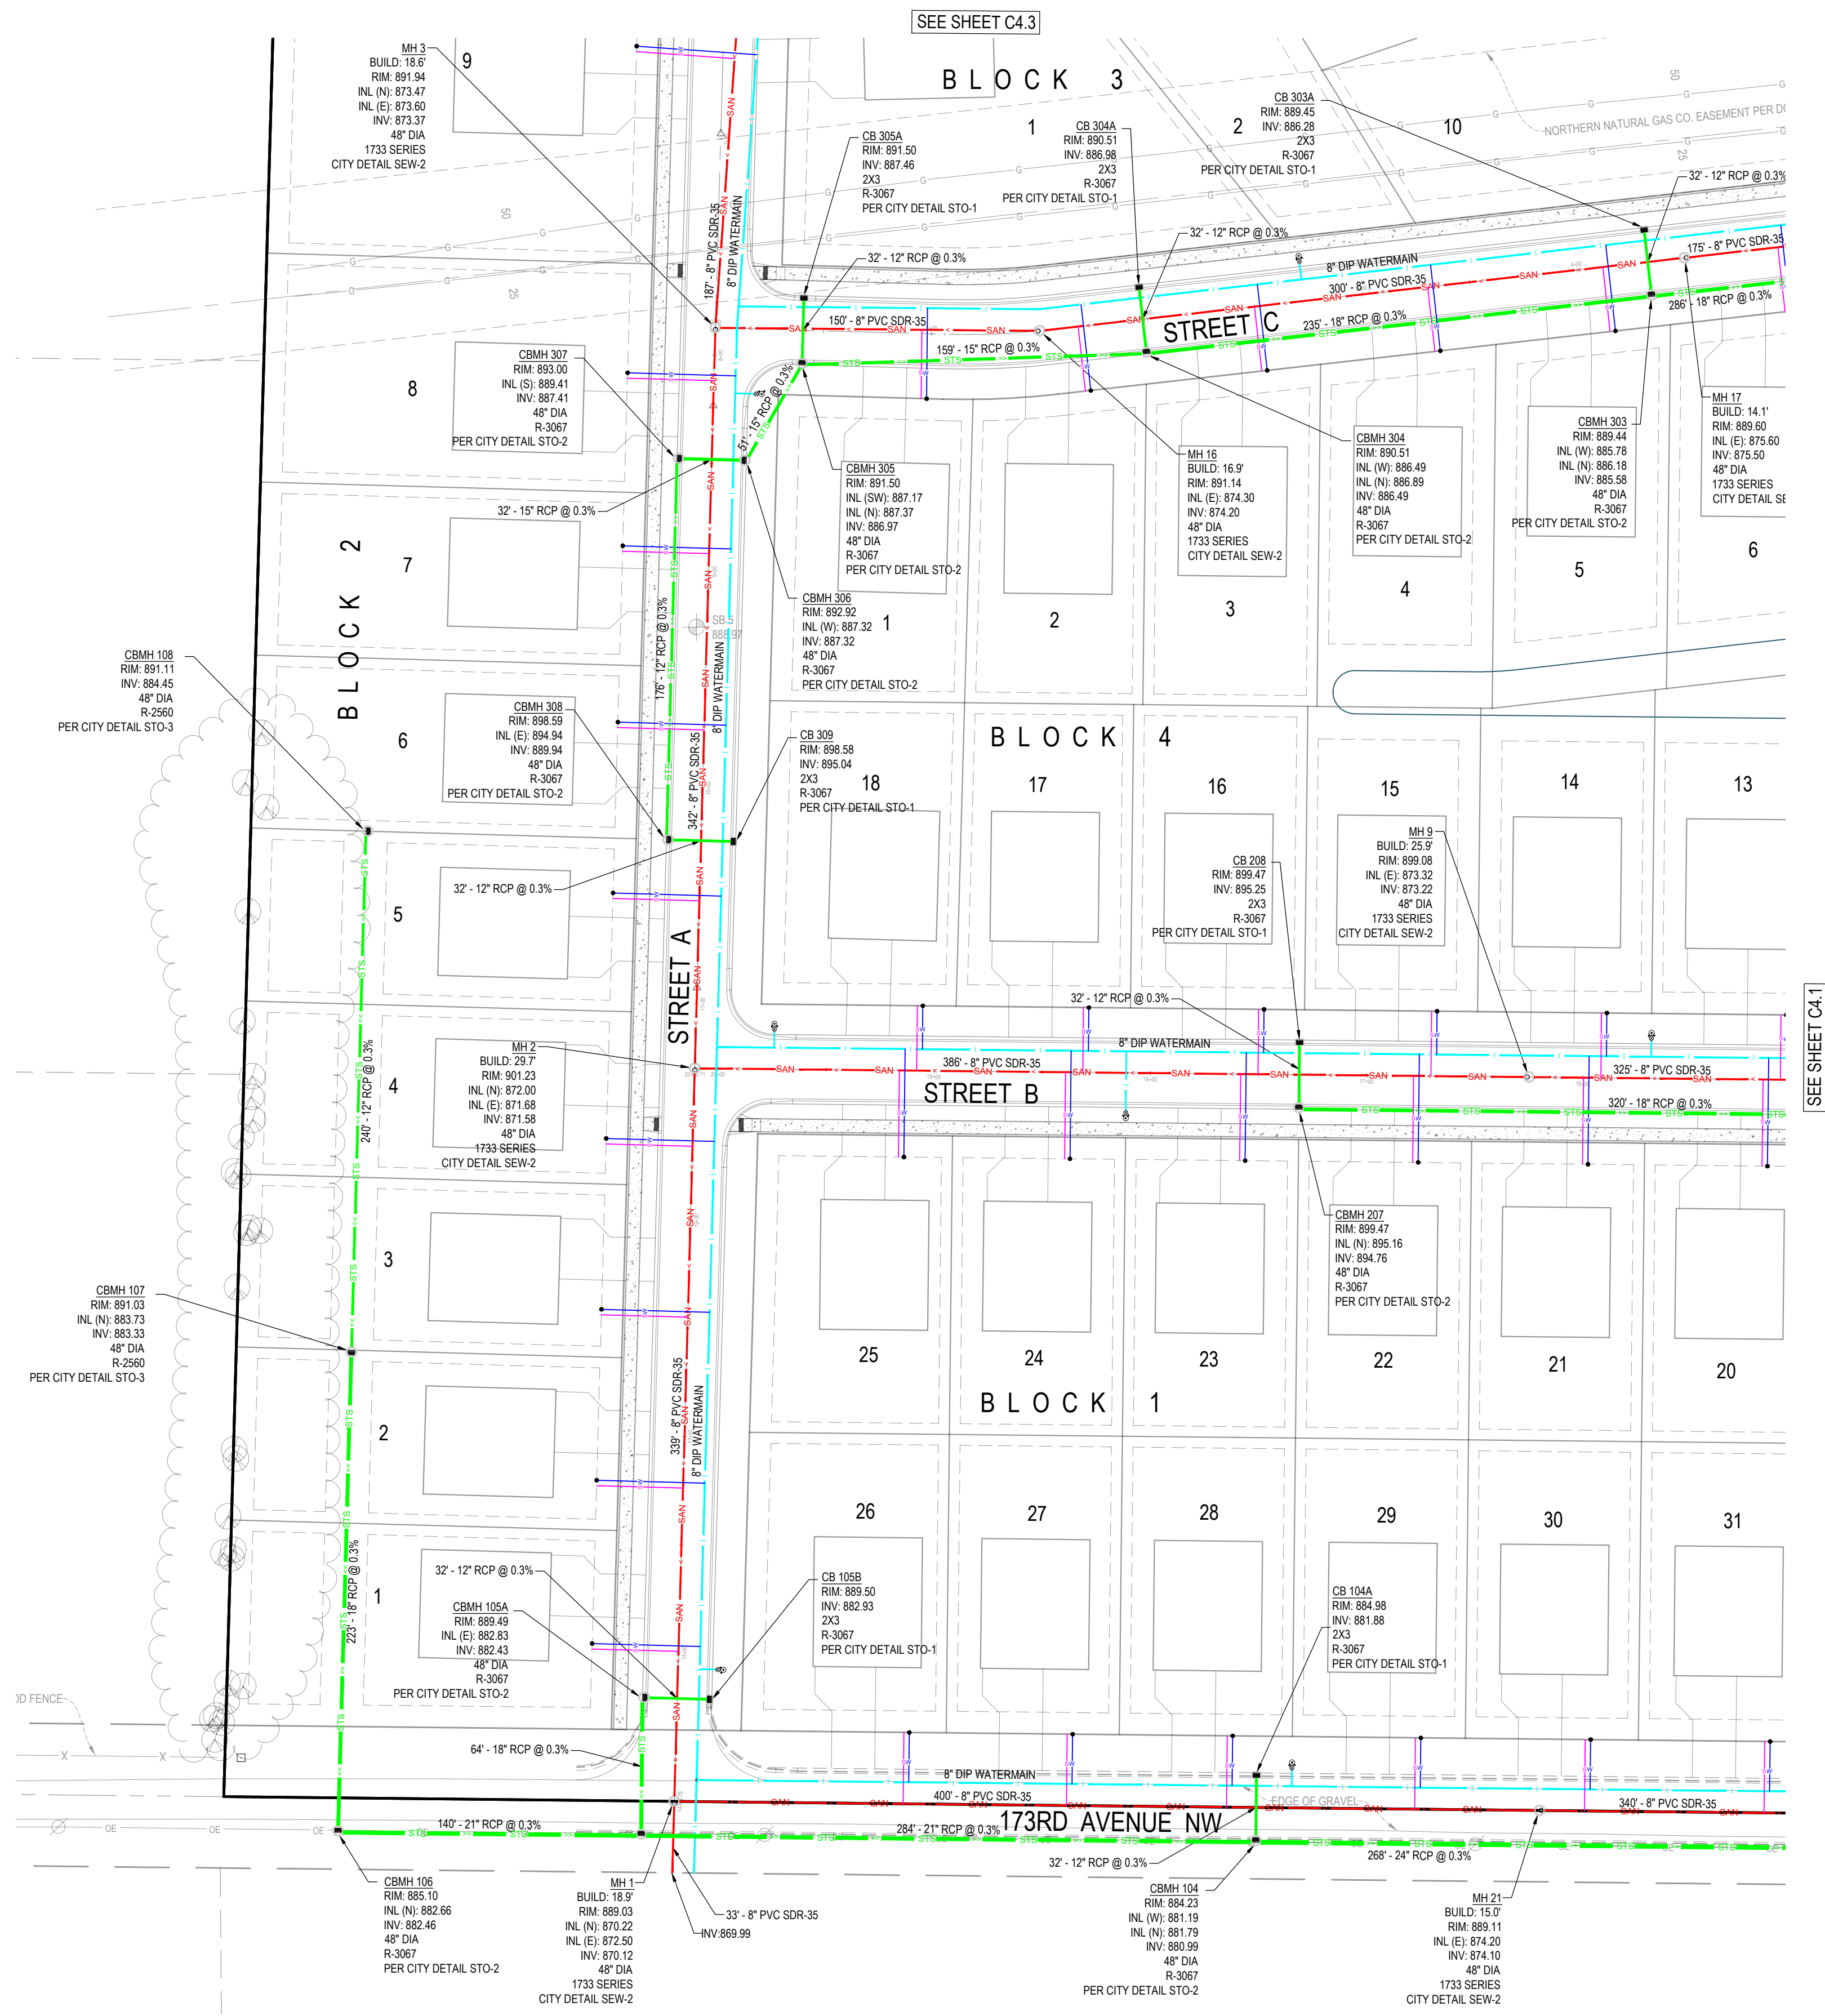 SEE SHEET C4.3
MH 3
BUILD: 18.6'
RIM: 891.94
INL (N): 873.47
INL (E): 873.60
INV: 873.37
48" DIA
1733 SERIES
CITY DETAIL SEW-2
9
BLOCK 3
1
2
10
CB 305A
RIM: 891.50
INV: 887.46
2X3
R-3067
PER CITY DETAIL STO-1
CB 304A
RIM: 890.51
INV: 886.98
2X3
R-3067
PER CITY DETAIL STO-1
CB 303A
RIM: 889.45
INV: 886.28
2X3
R-3067
PER CITY DETAIL STO-1
NORTHERN NATURAL GAS CO. EASEMENT PER
50
25
50
25
32' - 12" RCP @ 0.3%
32' - 12" RCP @ 0.3%
32' - 12" RCP @ 0.3%
187' - 8" PVC SDR-35
8" DIP WATERMAIN
8" DIP WATERMAIN
175' - 8" PVC SDR-35
300' - 8" PVC SDR-35
150' - 8" PVC SDR-35
STREET C
235' - 18" RCP @ 0.3%
286' - 18" RCP @ 0.3%
159' - 15" RCP @ 0.3%
51' - 15" RCP @ 0.3%
CBMH 307
RIM: 893.00
INL (S): 889.41
INV: 887.41
48" DIA
R-3067
PER CITY DETAIL STO-2
8
32' - 15" RCP @ 0.3%
CBMH 305
RIM: 891.50
INL (SW): 887.17
INL (N): 887.37
INV: 886.97
48" DIA
R-3067
PER CITY DETAIL STO-2
MH 16
BUILD: 16.9'
RIM: 891.14
INL (E): 874.30
INV: 874.20
48" DIA
1733 SERIES
CITY DETAIL SEW-2
CBMH 304
RIM: 890.51
INL (W): 886.49
INL (N): 886.89
INV: 886.49
48" DIA
R-3067
PER CITY DETAIL STO-2
CBMH 303
RIM: 889.44
INL (W): 885.78
INL (N): 886.18
INV: 885.58
48" DIA
R-3067
PER CITY DETAIL STO-2
MH 17
BUILD: 14.1'
RIM: 889.60
INL (E): 875.60
INV: 875.50
48" DIA
1733 SERIES
CITY DETAIL SE
BLOCK 2
7
CBMH 306
RIM: 892.92
INL (W): 887.32
INV: 887.32
48" DIA
R-3067
PER CITY DETAIL STO-2
SB 5
888.97
1
2
3
4
5
6
176' - 12" RCP @ 0.3%
8" DIP WATERMAIN
342' - 8" PVC SDR-35
CBMH 108
RIM: 891.11
INV: 884.45
48" DIA
R-2560
PER CITY DETAIL STO-3
6
CBMH 308
RIM: 898.59
INL (E): 894.94
INV: 889.94
48" DIA
R-3067
PER CITY DETAIL STO-2
CB 309
RIM: 898.58
INV: 895.04
2X3
R-3067
PER CITY DETAIL STO-1
BLOCK 4
18
17
16
15
14
13
5
32' - 12" RCP @ 0.3%
STREET A
CB 208
RIM: 899.47
INV: 895.25
2X3
R-3067
PER CITY DETAIL STO-1
MH 9
BUILD: 25.9'
RIM: 899.08
INL (E): 873.32
INV: 873.22
48" DIA
1733 SERIES
CITY DETAIL SEW-2
32' - 12" RCP @ 0.3%
SEE SHEET C4.1
MH 2
BUILD: 29.7'
RIM: 901.23
INL (N): 872.00
INL (E): 871.68
INV: 871.58
48" DIA
1733 SERIES
CITY DETAIL SEW-2
4
240' - 12" RCP @ 0.3%
8" DIP WATERMAIN
386' - 8" PVC SDR-35
325' - 8" PVC SDR-35
STREET B
320' - 18" RCP @ 0.3%
3
CBMH 207
RIM: 899.47
INL (N): 895.16
INV: 894.76
48" DIA
R-3067
PER CITY DETAIL STO-2
CBMH 107
RIM: 891.03
INL (N): 883.73
INV: 883.33
48" DIA
R-2560
PER CITY DETAIL STO-3
25
24
23
22
21
20
BLOCK 1
2
339' - 8" PVC SDR-35
8" DIP WATERMAIN
26
27
28
29
30
31
1
223' - 18" RCP @ 0.3%
32' - 12" RCP @ 0.3%
CBMH 105A
RIM: 889.49
INL (E): 882.83
INV: 882.43
48" DIA
R-3067
PER CITY DETAIL STO-2
CB 105B
RIM: 889.50
INV: 882.93
2X3
R-3067
PER CITY DETAIL STO-1
CB 104A
RIM: 884.98
INV: 881.88
2X3
R-3067
PER CITY DETAIL STO-1
OD FENCE
64' - 18" RCP @ 0.3%
8" DIP WATERMAIN
400' - 8" PVC SDR-35
EDGE OF GRAVEL
340' - 8" PVC SDR-35
140' - 21" RCP @ 0.3%
284' - 21" RCP @ 0.3%
173RD AVENUE NW
32' - 12" RCP @ 0.3%
268' - 24" RCP @ 0.3%
CBMH 106
RIM: 885.10
INL (N): 882.66
INV: 882.46
48" DIA
R-3067
PER CITY DETAIL STO-2
MH 1
BUILD: 18.9'
RIM: 889.03
INL (N): 870.22
INL (E): 872.50
INV: 870.12
48" DIA
1733 SERIES
CITY DETAIL SEW-2
33' - 8" PVC SDR-35
INV:869.99
CBMH 104
RIM: 884.23
INL (W): 881.19
INL (N): 881.79
INV: 880.99
48" DIA
R-3067
PER CITY DETAIL STO-2
MH 21
BUILD: 15.0'
RIM: 889.11
INL (E): 874.20
INV: 874.10
48" DIA
1733 SERIES
CITY DETAIL SEW-2